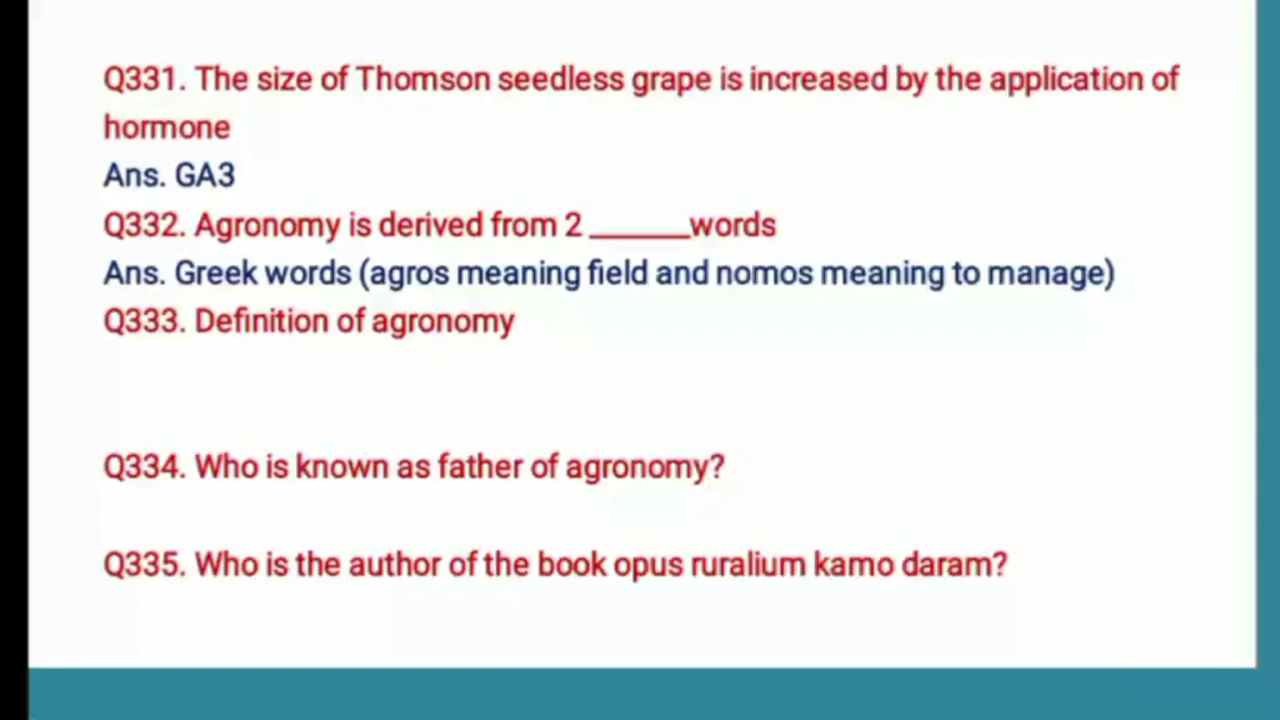 Q331. The size of Thomson seedless grape is increased by the application of
hormone
Ans. GA3
Q332. Agronomy is derived from 2 ______words
Ans. Greek words (agros meaning field and nomos meaning to manage)
Q333. Definition of agronomy
Q334. Who is known as father of agronomy?
Q335. Who is the author of the book opus ruralium kamo daram?